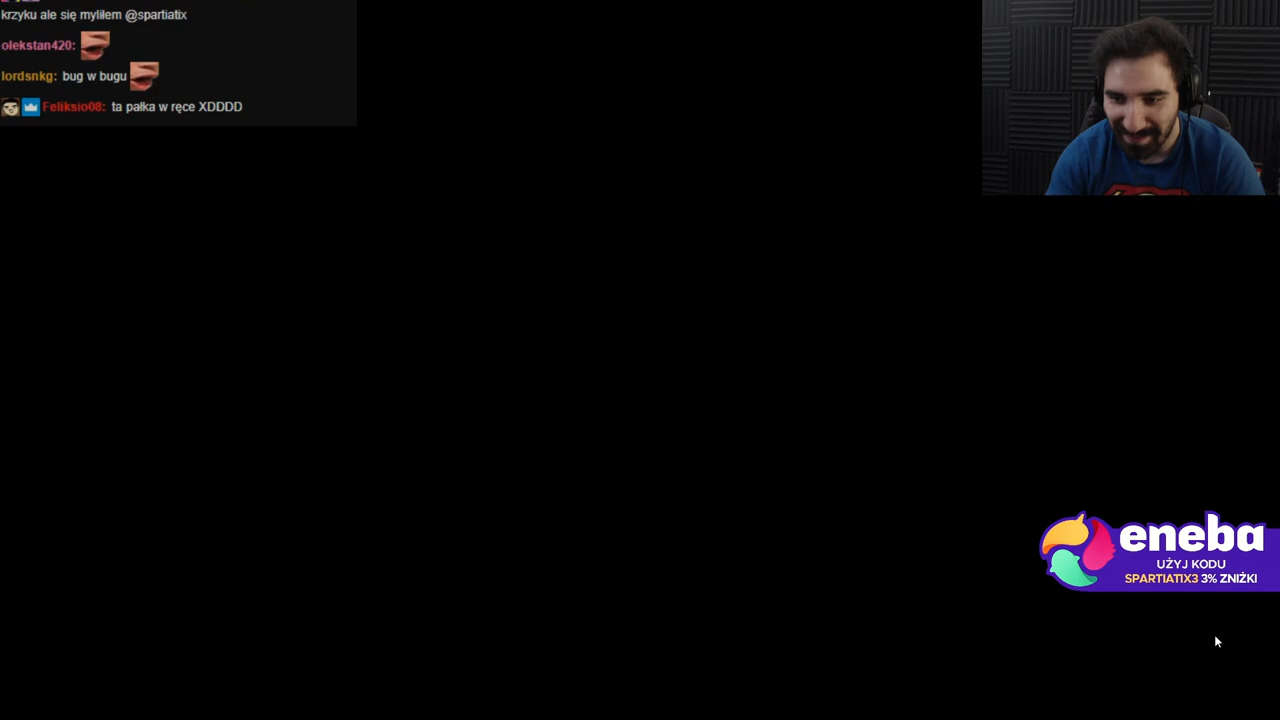 krzyku ale się myliłem @spartiatix
olekstan420:
lordsnkg: bug w bugu
Feliksio08: ta pałka w ręce XDDDD
eneba
UŻYJ KODU
SPARTIATIX3 3% ZNIŻKI